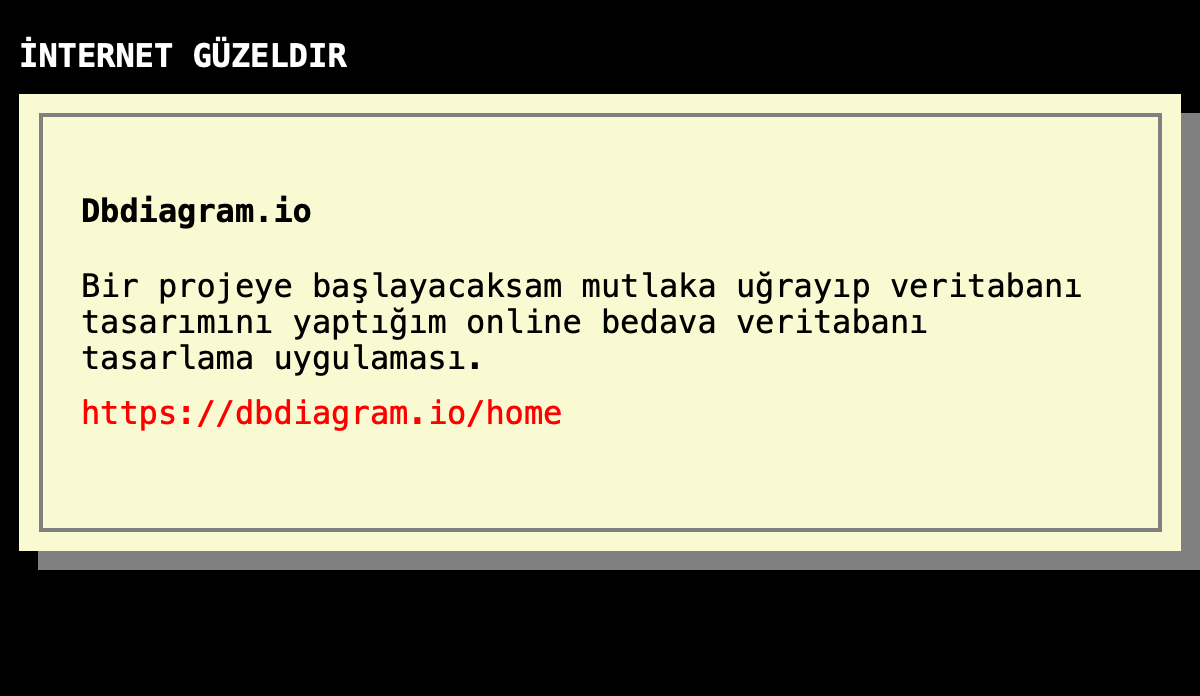 İNTERNET GÜZELDIR
Dbdiagram.io
Bir projeye başlayacaksam mutlaka uğrayıp veritabanı
tasarımını yaptığım online bedava veritabanı
tasarlama uygulaması.
https://dbdiagram.io/home